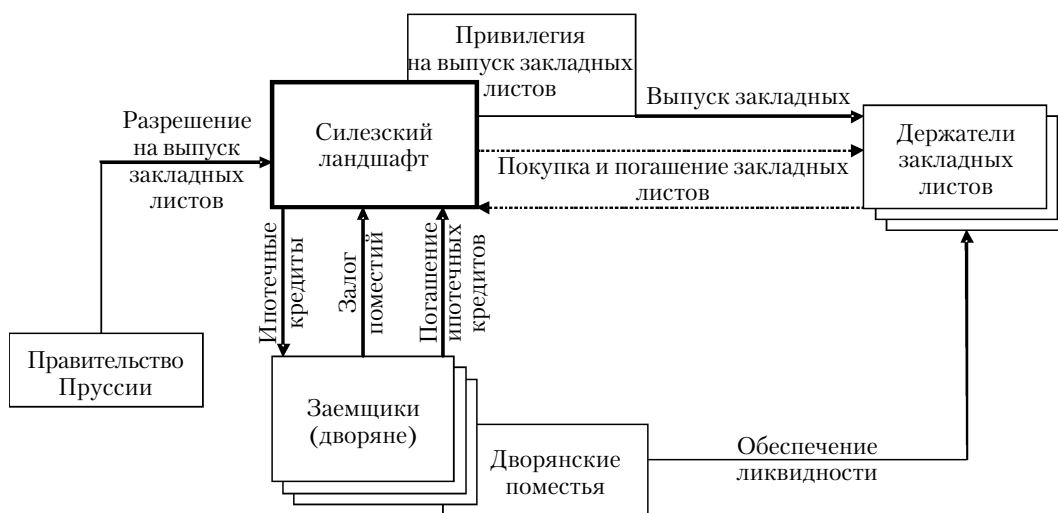 Привилегия
на выпуск закладных
листов
Выпуск закладных
Разрешение
на выпуск
закладных
листов
Силезский
ландшафт
Держатели
закладных
листов
Покупка и погашение закладных
листов
Ипотечные
кредиты
Залог
поместий
Погашение
ипотечных
кредитов
Правительство
Пруссии
Заемщики
(дворяне)
Дворянские
поместья
Обеспечение
ликвидности